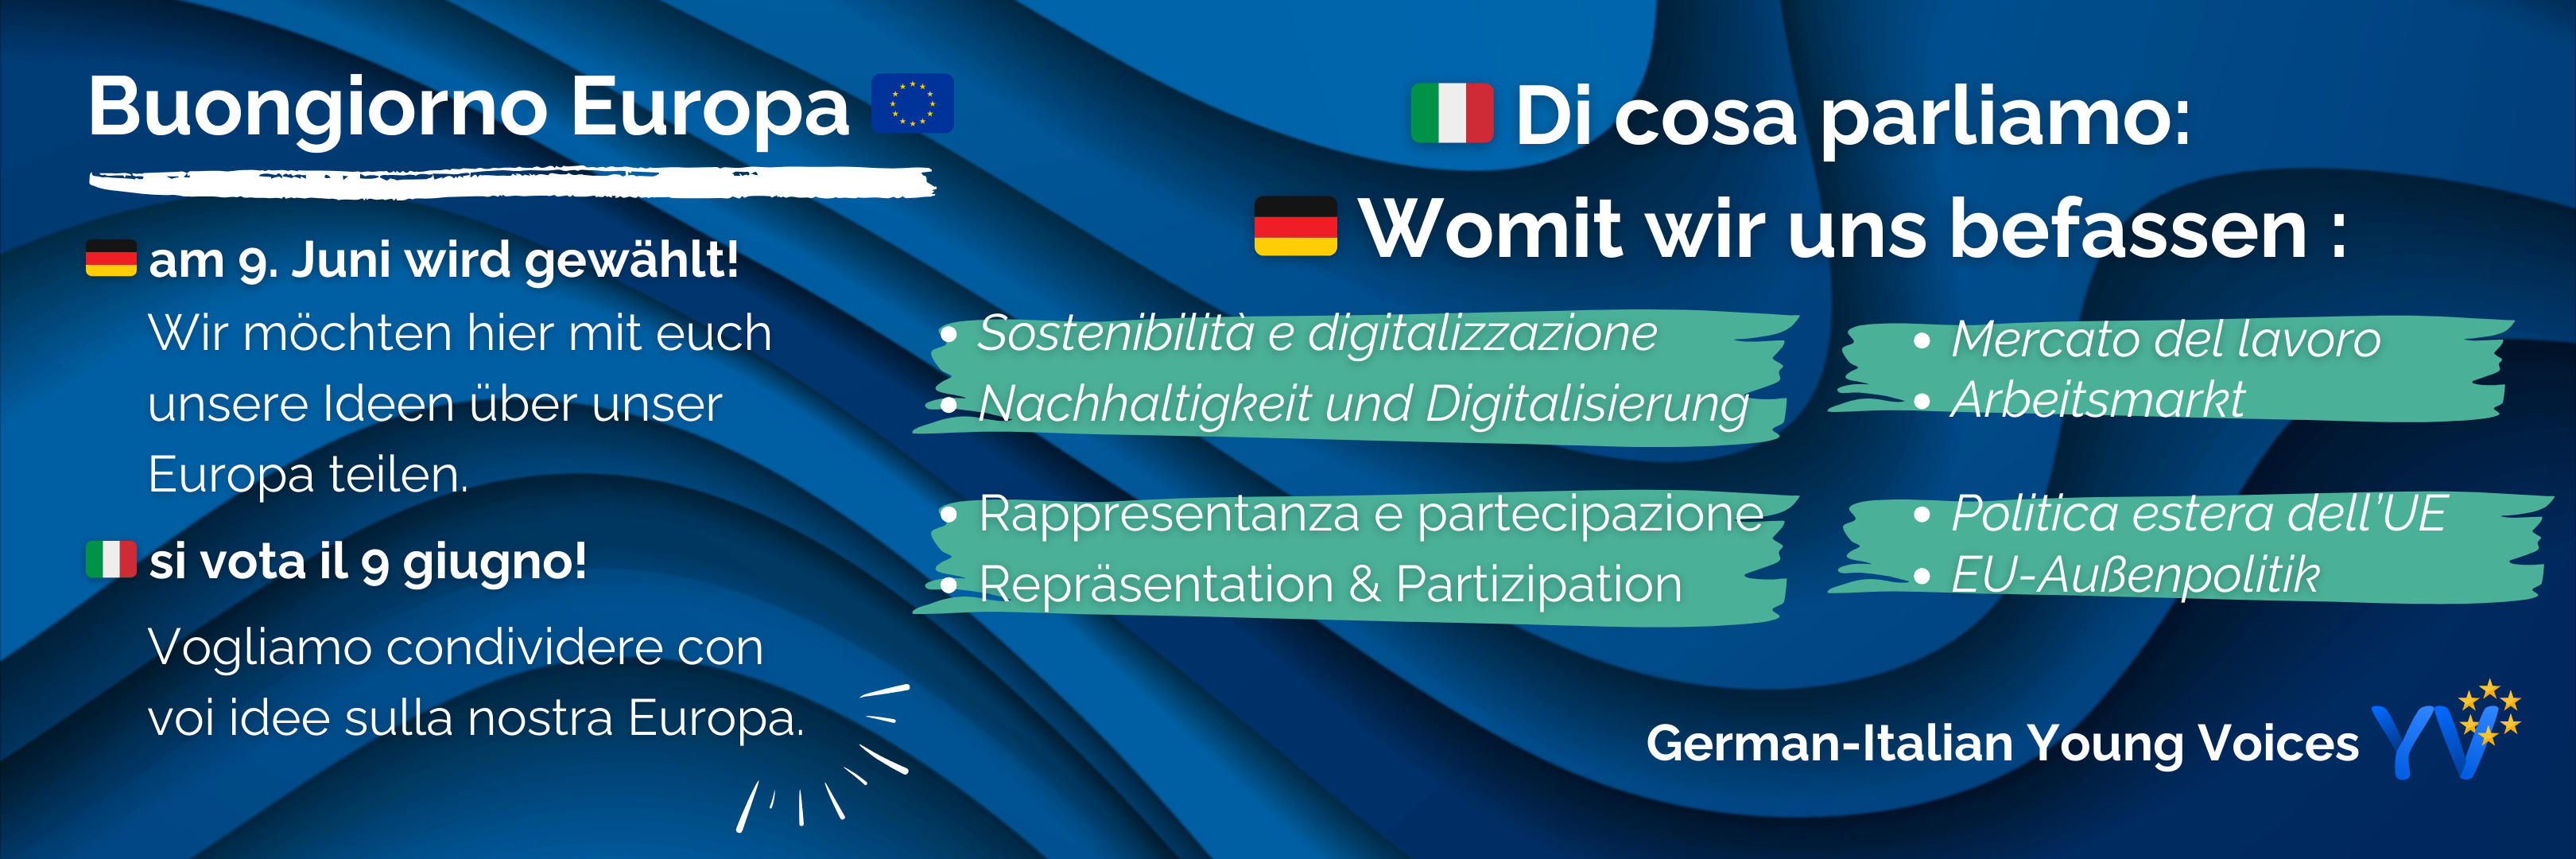 Buongiorno Europa
am 9. Juni wird gewählt!
Wir möchten hier mit euch
unsere Ideen über unser
Europa teilen.
si vota il 9 giugno!
Vogliamo condividere con
voi idee sulla nostra Europa.
Di cosa parliamo:
Womit wir uns befassen :
• Sostenibilità e digitalizzazione
• Nachhaltigkeit und Digitalisierung
• Mercato del lavoro
• Arbeitsmarkt
• Rappresentanza e partecipazione
• Repräsentation & Partizipation
• Politica estera dell'UE
• EU-Außenpolitik
German-Italian Young Voices YV